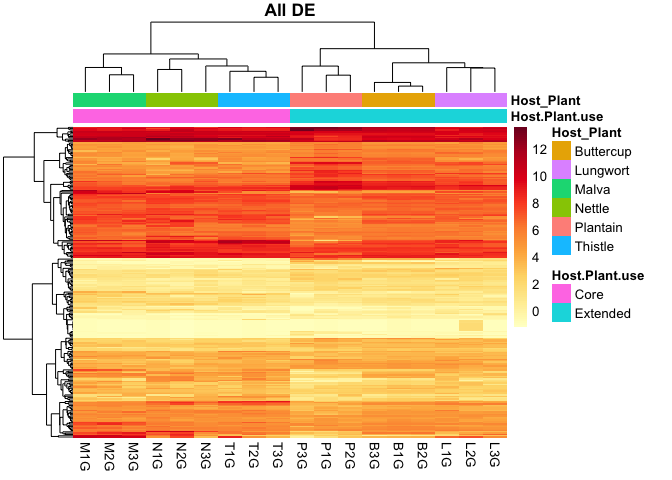 All DE
Host_Plant
Host.Plant.use
12
10
8
6
4
2
0
Host_Plant
Buttercup
Lungwort
Malva
Nettle
Plantain
Thistle
Host.Plant.use
Core
Extended
M1G M2G M3G N1G N2G N3G T1G T2G T3G P3G P1G P2G B3G B1G B2G L1G L2G L3G